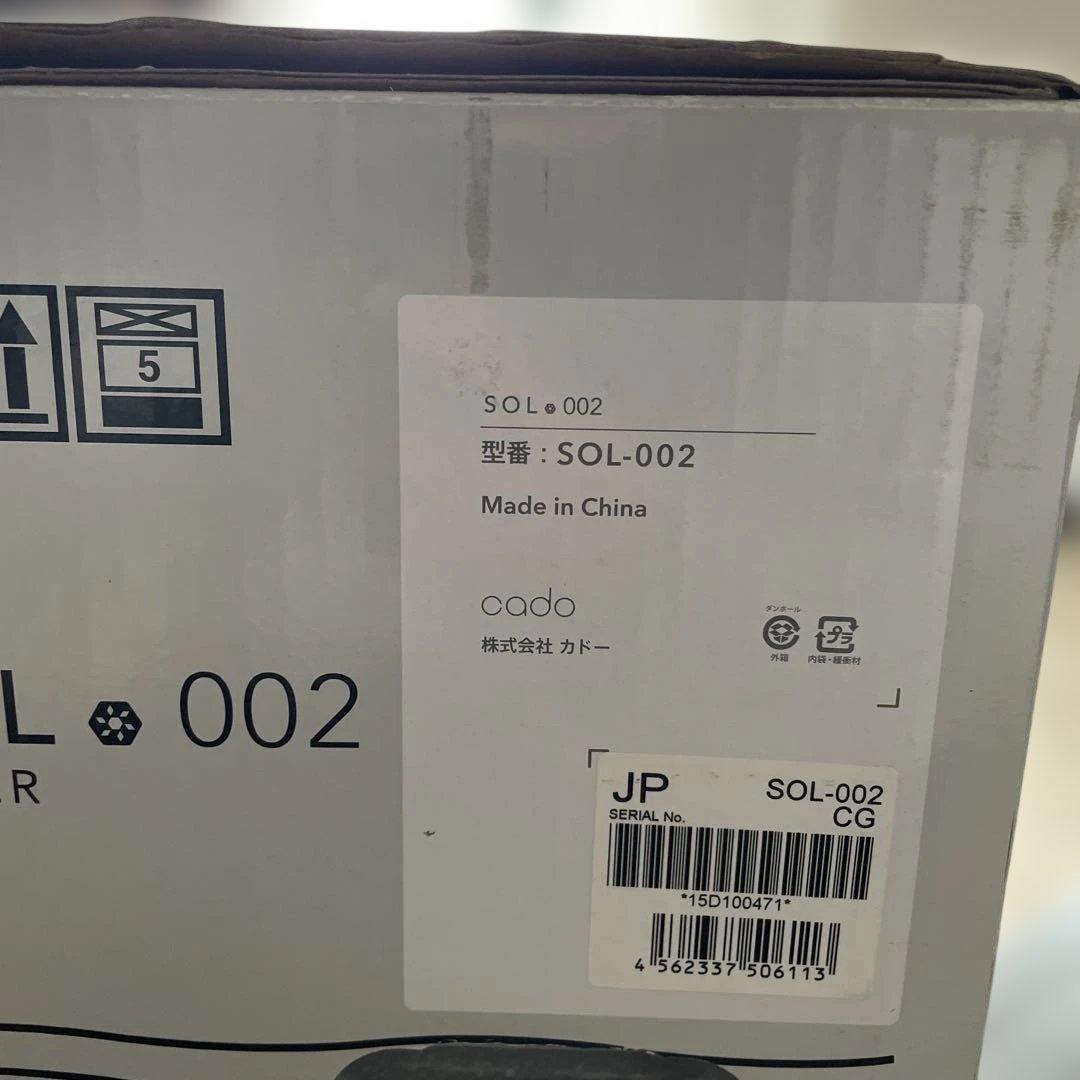 5
SOL 002
型番：SOL-002
Made in China
cado
株式会社 カドー
ダンボール
外箱
プラ
内袋・緩衝材
L 002
R
JP
SOL-002
CG
SERIAL No.
*15D100471*
4 562337 506113